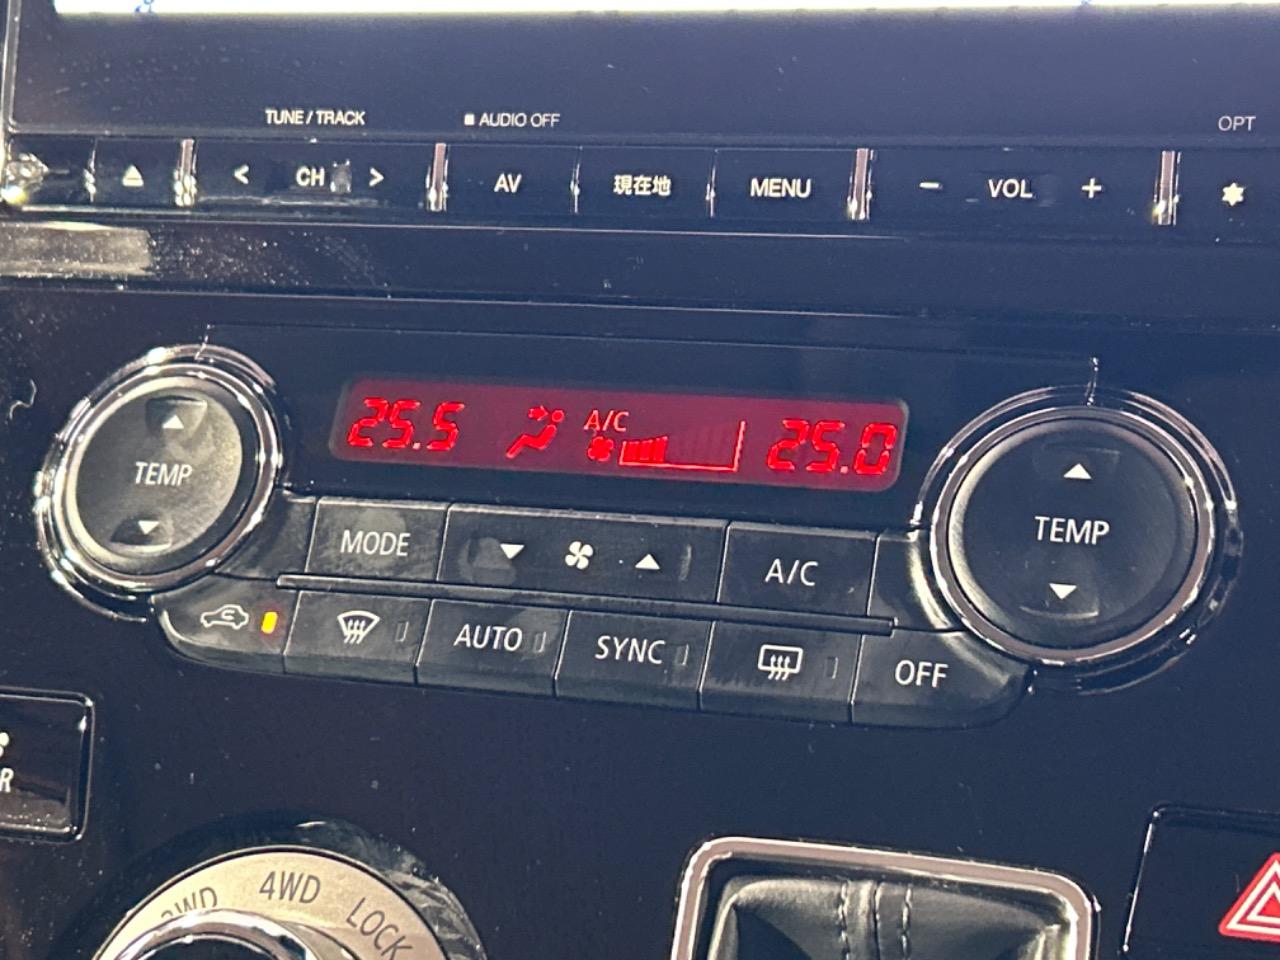 TUNE / TRACK
AUDIO OFF
OPT
CH
AV
現在地
MENU
VOL
25.5
A/C
25.0
TEMP
TEMP
MODE
A/C
AUTO
SYNC
OFF
R
4WD
LOCK